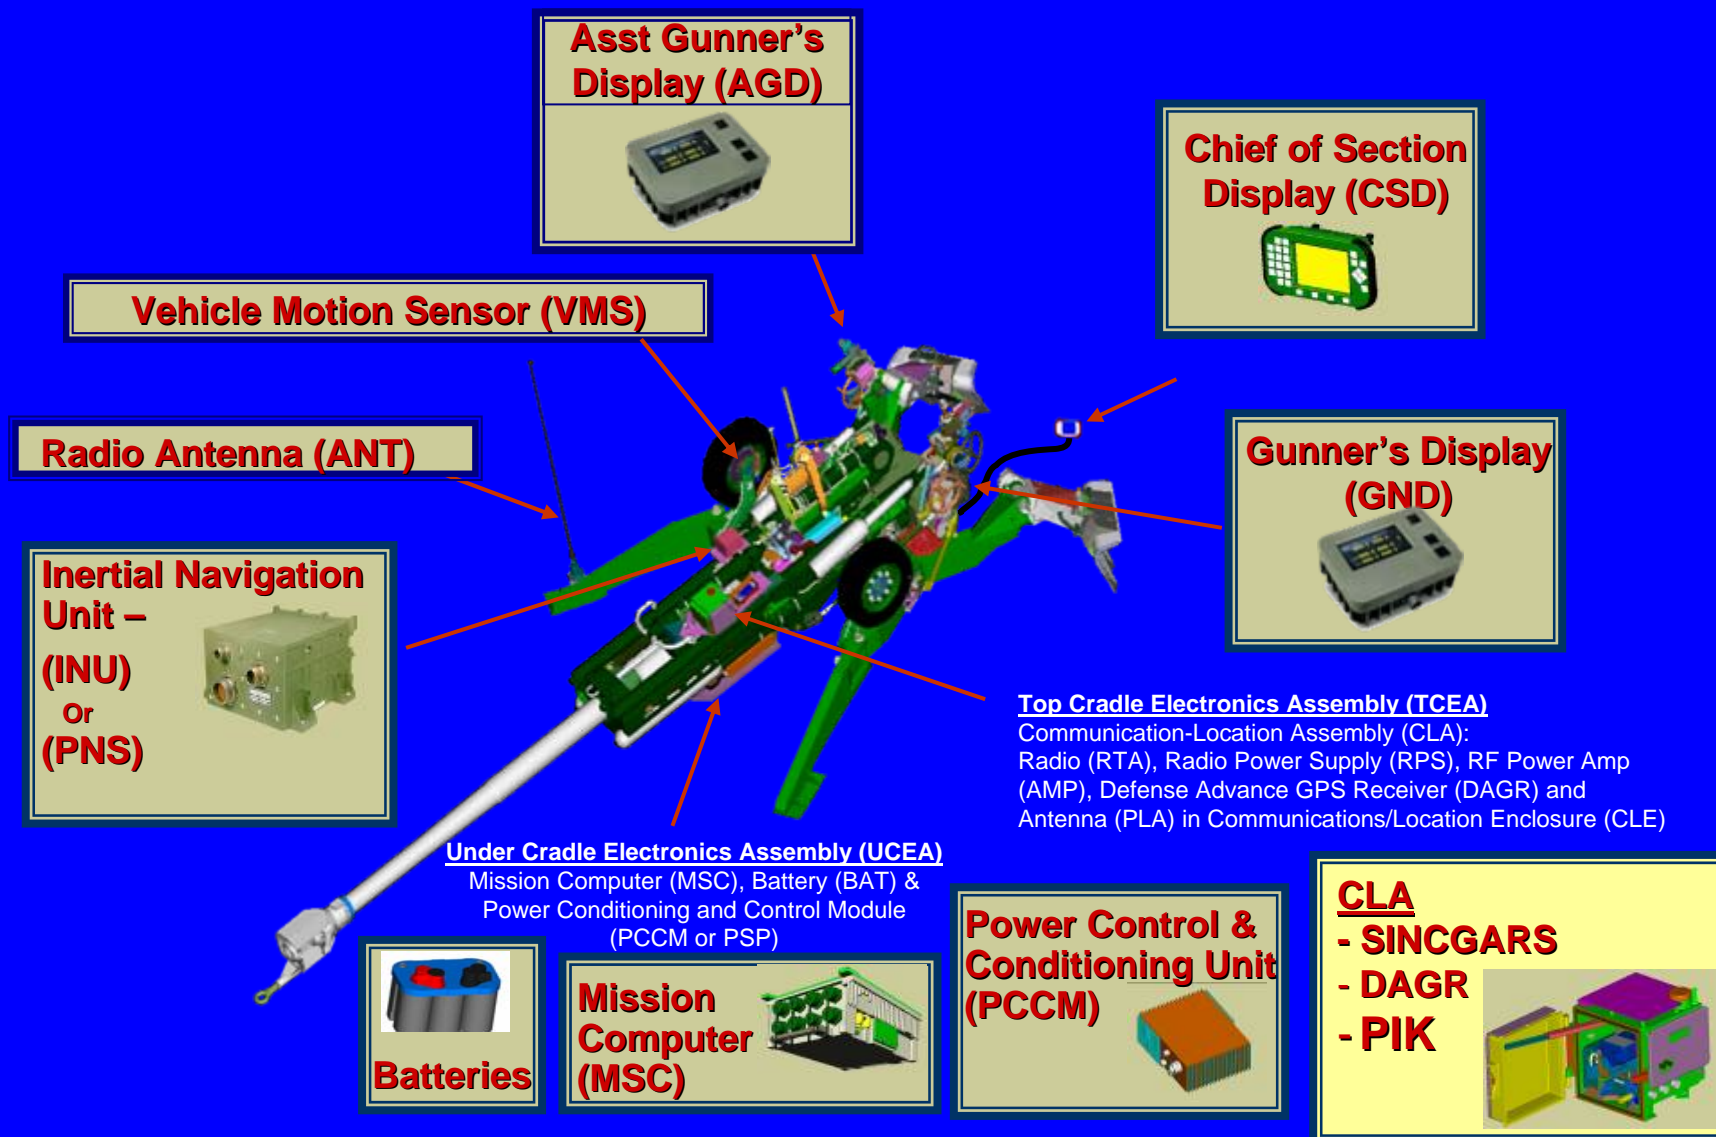 Asst Gunner's
Display (AGD)
Chief of Section
Display (CSD)
Vehicle Motion Sensor (VMS)
Radio Antenna (ANT)
Gunner's Display
(GND)
Inertial Navigation
Unit –
(INU)
Or
(PNS)
Top Cradle Electronics Assembly (TCEA)
Communication-Location Assembly (CLA):
Radio (RTA), Radio Power Supply (RPS), RF Power Amp
(AMP), Defense Advance GPS Receiver (DAGR) and
Antenna (PLA) in Communications/Location Enclosure (CLE)
Under Cradle Electronics Assembly (UCEA)
Mission Computer (MSC), Battery (BAT) &
Power Conditioning and Control Module
(PCCM or PSP)
Batteries
Mission
Computer
(MSC)
Power Control &
Conditioning Unit
(PCCM)
CLA
- SINCGARS
- DAGR
- PIK